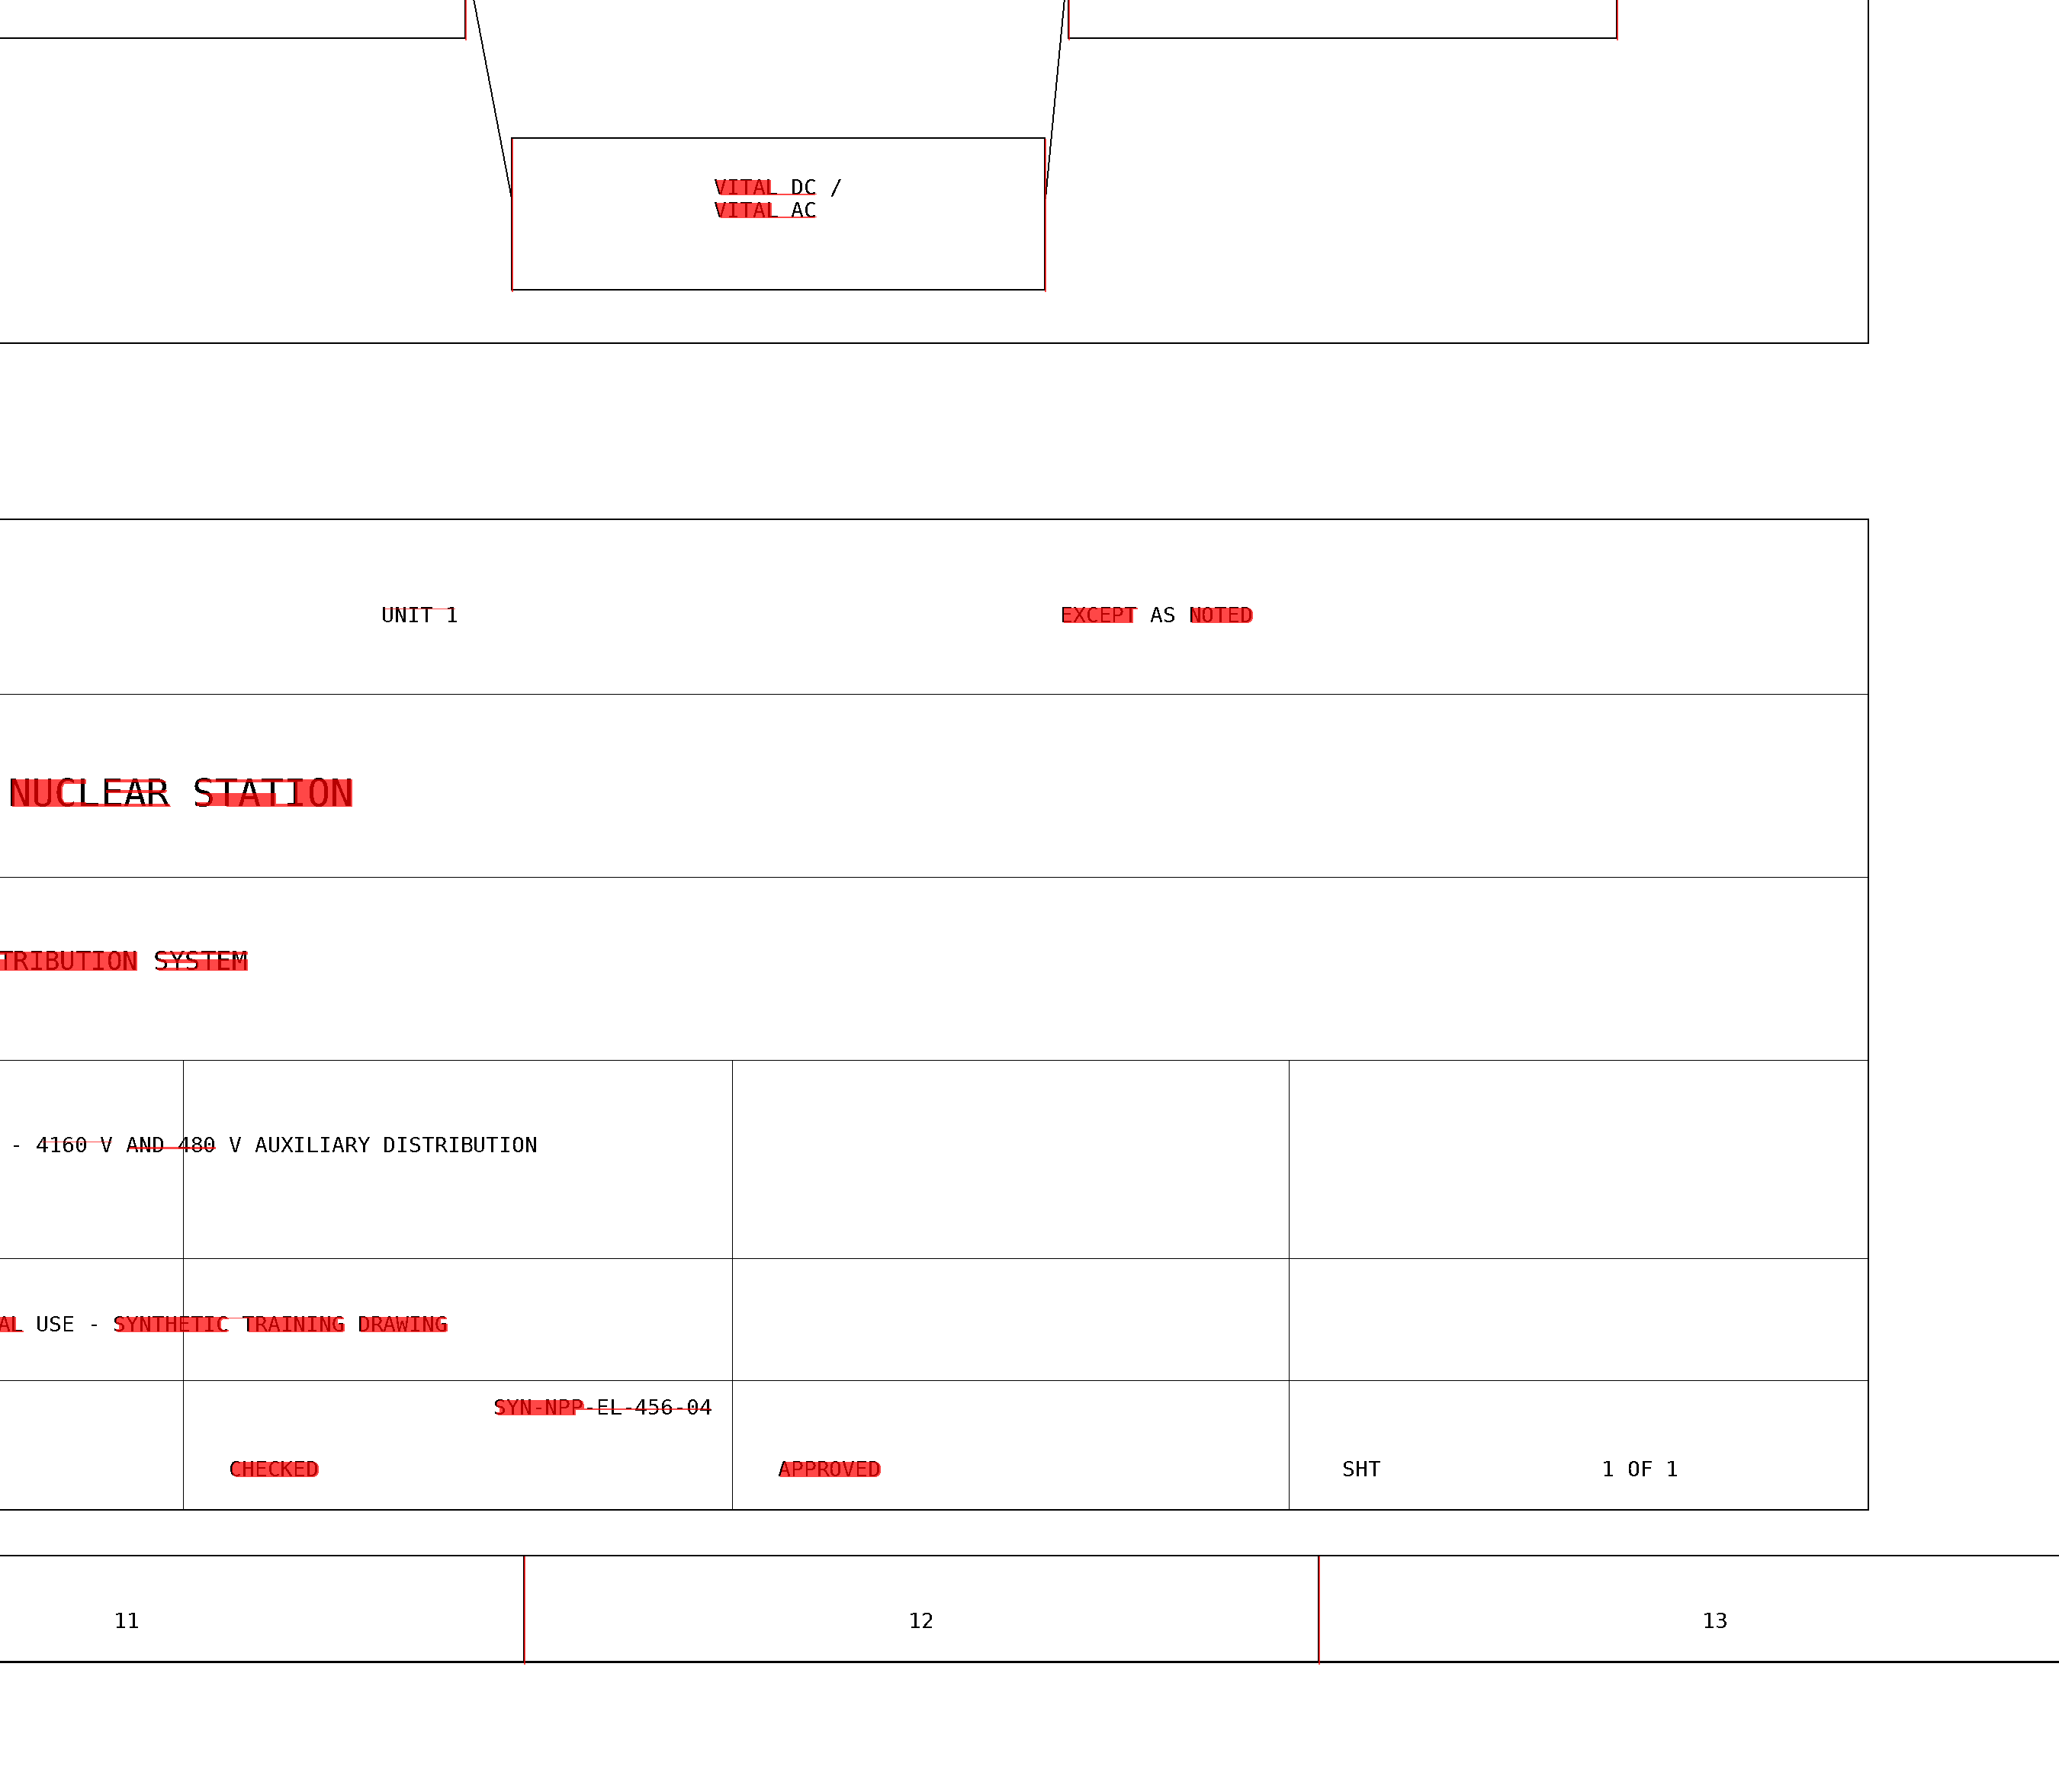 VITAL DC /
VITAL AC
UNIT 1 EXCEPT AS NOTED
NUCLEAR STATION
TRIBUTION SYSTEM
- 4160 V AND 480 V AUXILIARY DISTRIBUTION
AL USE - SYNTHETIC TRAINING DRAWING
SYN-NPP-EL-456-04
CHECKED APPROVED SHT 1 OF 1
11 12 13